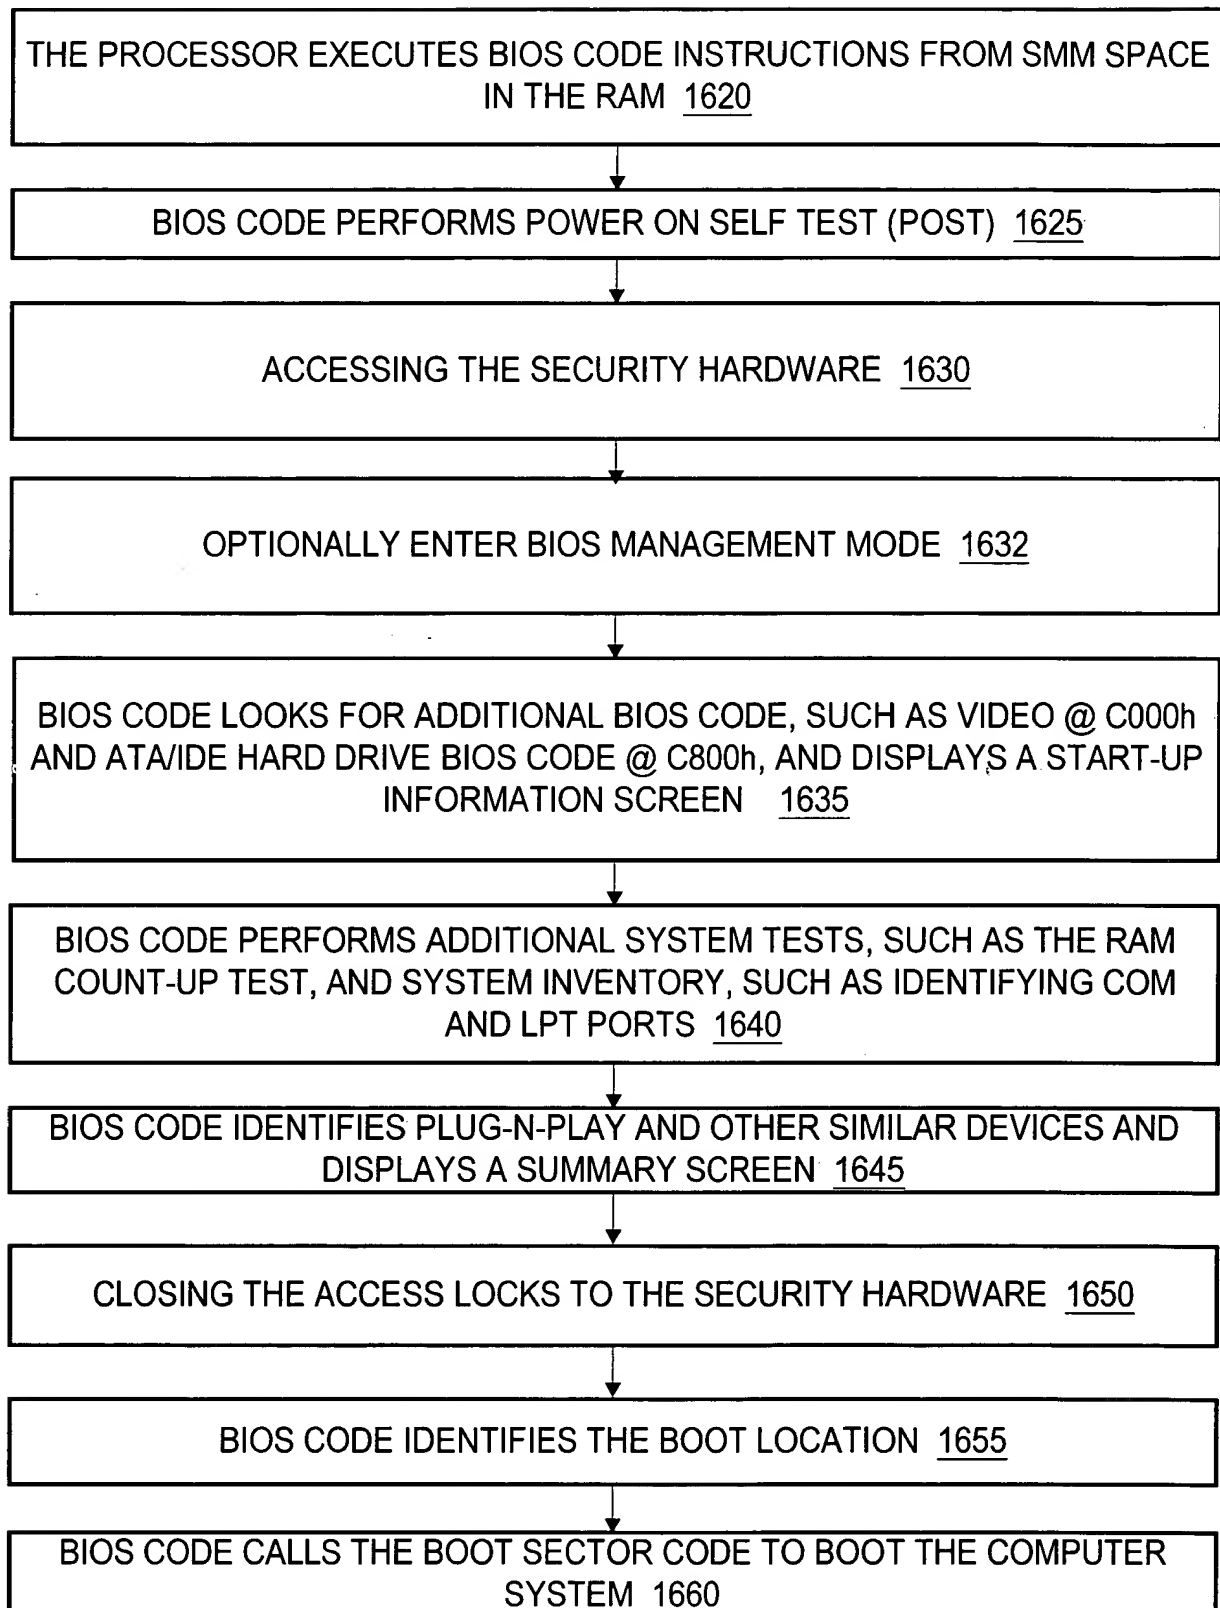 THE PROCESSOR EXECUTES BIOS CODE INSTRUCTIONS FROM SMM SPACE
IN THE RAM 1620
BIOS CODE PERFORMS POWER ON SELF TEST (POST) 1625
ACCESSING THE SECURITY HARDWARE 1630
OPTIONALLY ENTER BIOS MANAGEMENT MODE 1632
BIOS CODE LOOKS FOR ADDITIONAL BIOS CODE, SUCH AS VIDEO @ C000h
AND ATA/IDE HARD DRIVE BIOS CODE @ C800h, AND DISPLAYS A START-UP
INFORMATION SCREEN 1635
BIOS CODE PERFORMS ADDITIONAL SYSTEM TESTS, SUCH AS THE RAM
COUNT-UP TEST, AND SYSTEM INVENTORY, SUCH AS IDENTIFYING COM
AND LPT PORTS 1640
BIOS CODE IDENTIFIES PLUG-N-PLAY AND OTHER SIMILAR DEVICES AND
DISPLAYS A SUMMARY SCREEN 1645
CLOSING THE ACCESS LOCKS TO THE SECURITY HARDWARE 1650
BIOS CODE IDENTIFIES THE BOOT LOCATION 1655
BIOS CODE CALLS THE BOOT SECTOR CODE TO BOOT THE COMPUTER
SYSTEM 1660